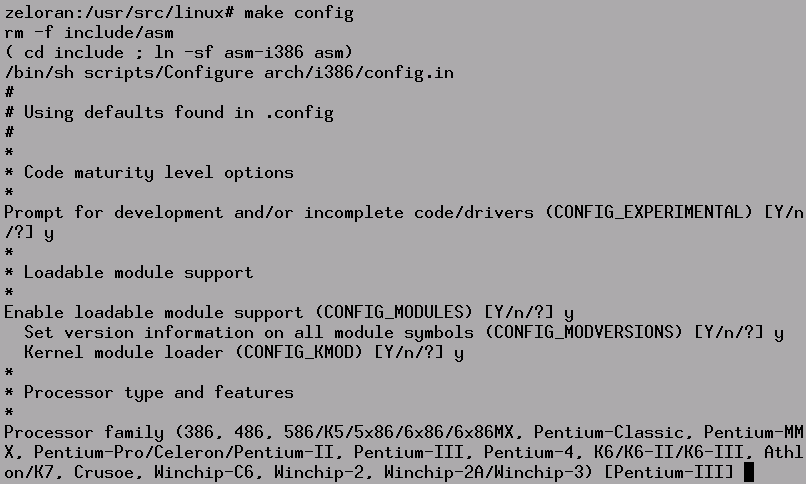 zeloran:/usr/src/linux# make config
rm -f include/asm
( cd include ; ln -sf asm-i386 asm)
/bin/sh scripts/Configure arch/i386/config.in
#
# Using defaults found in .config
#
*
* Code maturity level options
*
Prompt for development and/or incomplete code/drivers (CONFIG_EXPERIMENTAL) [Y/n
/?] y
*
* Loadable module support
*
Enable loadable module support (CONFIG_MODULES) [Y/n/?] y
  Set version information on all module symbols (CONFIG_MODVERSIONS) [Y/n/?] y
  Kernel module loader (CONFIG_KMOD) [Y/n/?] y
*
* Processor type and features
*
Processor family (386, 486, 586/K5/5x86/6x86/6x86MX, Pentium-Classic, Pentium-MM
X, Pentium-Pro/Celeron/Pentium-II, Pentium-III, Pentium-4, K6/K6-II/K6-III, Athl
on/K7, Crusoe, Winchip-C6, Winchip-2, Winchip-2A/Winchip-3) [Pentium-III]